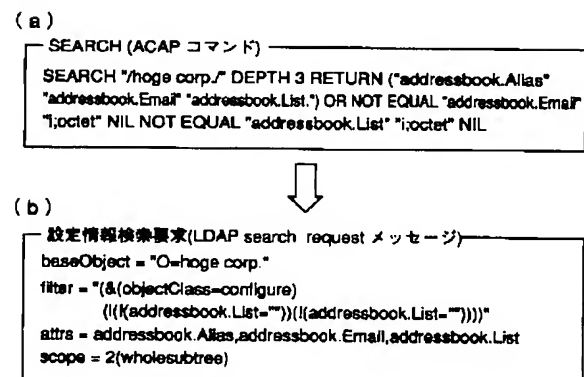 (a)
SEARCH (ACAP コマンド)
SEARCH "/hoge corp./" DEPTH 3 RETURN ("addressbook.Alias"
"addressbook.Email" "addressbook.List.") OR NOT EQUAL "addressbook.Email"
"i;octet" NIL NOT EQUAL "addressbook.List" "i;octet" NIL
(b)
設定情報検索要求(LDAP search request メッセージ)
baseObject = "O=hoge corp."
filter = "(&(objectClass=configure)
(|(!(addressbook.List=""))(!(addressbook.List=""))))"
attrs = addressbook.Alias,addressbook.Email,addressbook.List
scope = 2(wholesubtree)